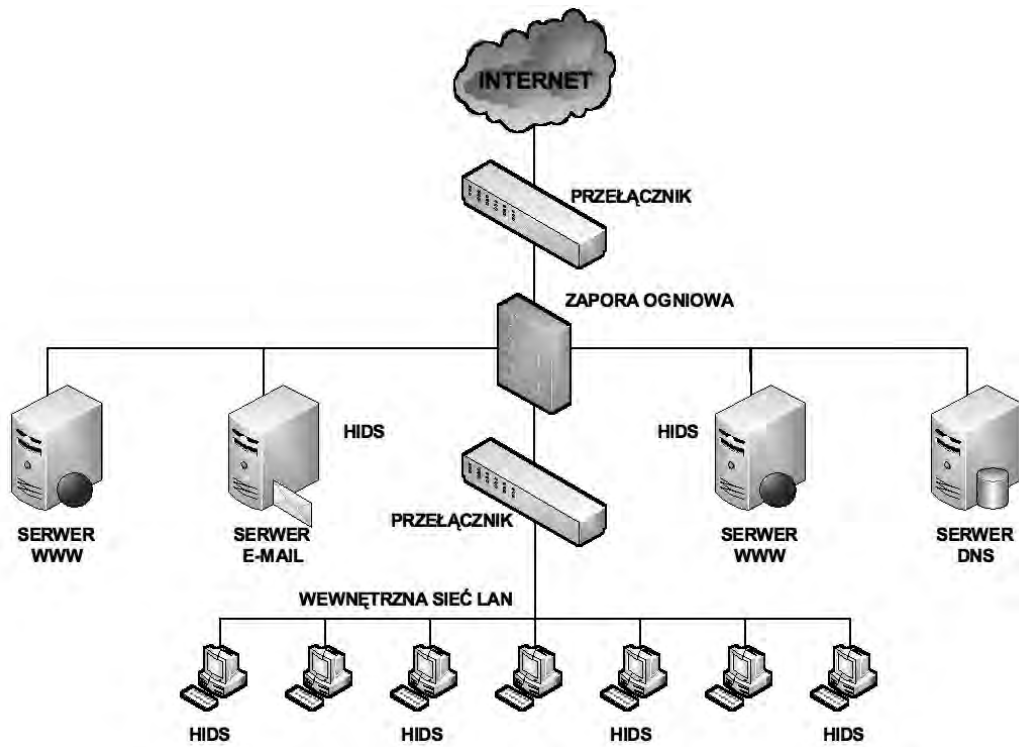 INTERNET
PRZEŁĄCZNIK
ZAPORA OGNIOWA
HIDS
HIDS
PRZEŁĄCZNIK
SERWER
WWW
SERWER
E-MAIL
SERWER
WWW
SERWER
DNS
WEWNĘTRZNA SIEĆ LAN
HIDS
HIDS
HIDS
HIDS